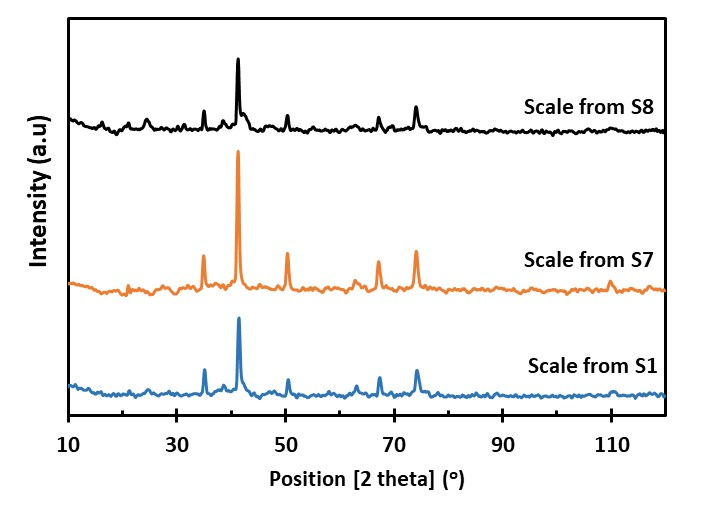 Intensity (a.u)
Scale from S8
Scale from S7
Scale from S1
10 30 50 70 90 110
Position [2 theta] (º)